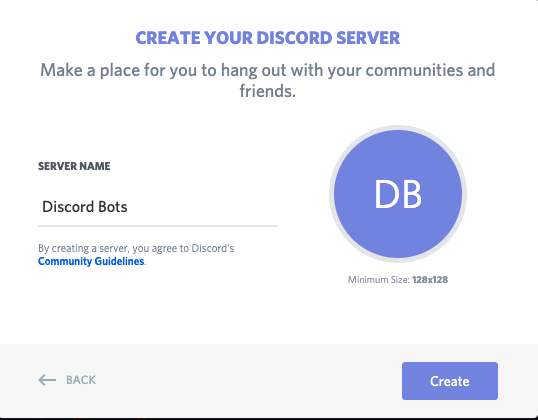 CREATE YOUR DISCORD SERVER
Make a place for you to hang out with your communities and
friends.
SERVER NAME
Discord Bots
By creating a server, you agree to Discord's
Community Guidelines.
DB
Minimum Size: 128x128
BACK
Create